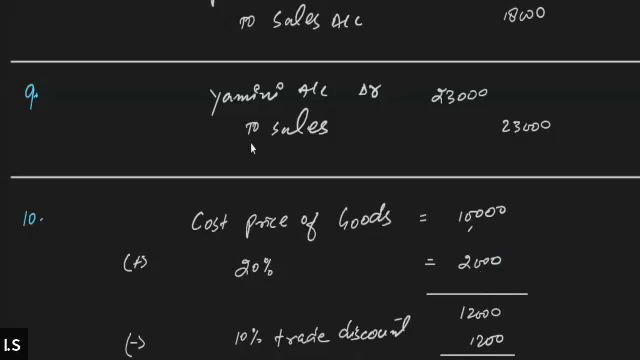 To Sales A/c 18000
9. Yamini A/c Dr 23000
To Sales 23000
10. Cost price of Goods = 10000
(+) 20% = 2000
12000
(-) 10% trade discount 1200
I.S